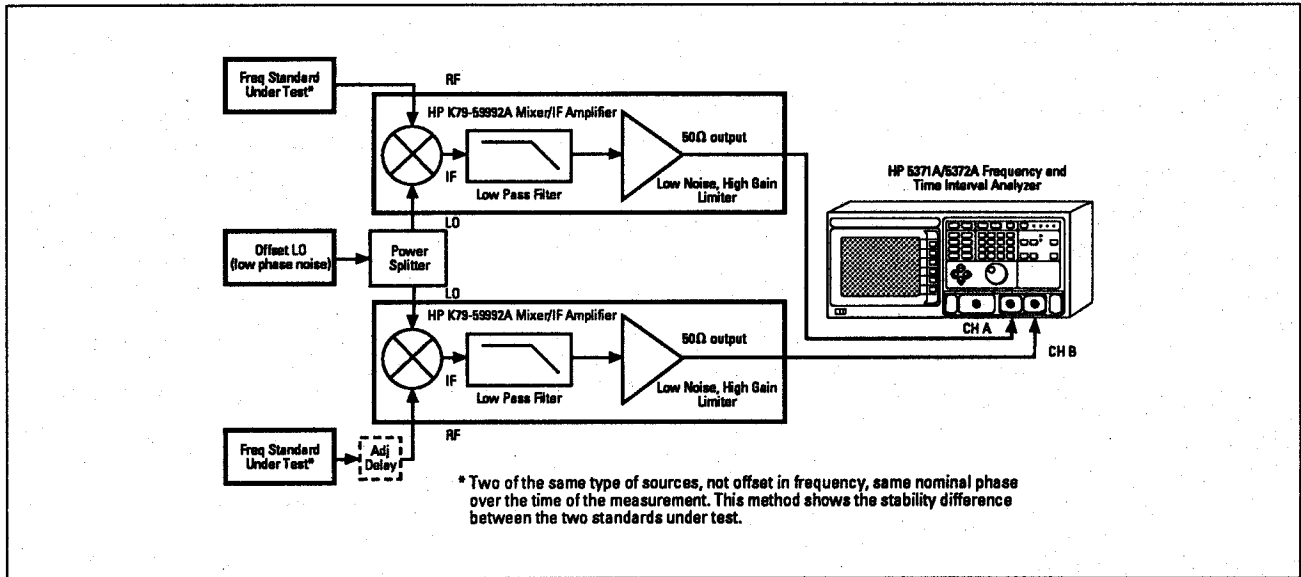 Freq Standard
Under Test*
RF
HP K79-59992A Mixer/IF Amplifier
IF
Low Pass Filter
50Ω output
Low Noise, High Gain
Limiter
LO
HP 5371A/5372A Frequency and
Time Interval Analyzer
Offset LO
(low phase noise)
Power
Splitter
LO
HP K79-59992A Mixer/IF Amplifier
IF
Low Pass Filter
50Ω output
Low Noise, High Gain
Limiter
CH A
CH B
RF
Freq Standard
Under Test*
Adj
Delay
* Two of the same type of sources, not offset in frequency, same nominal phase
over the time of the measurement. This method shows the stability difference
between the two standards under test.